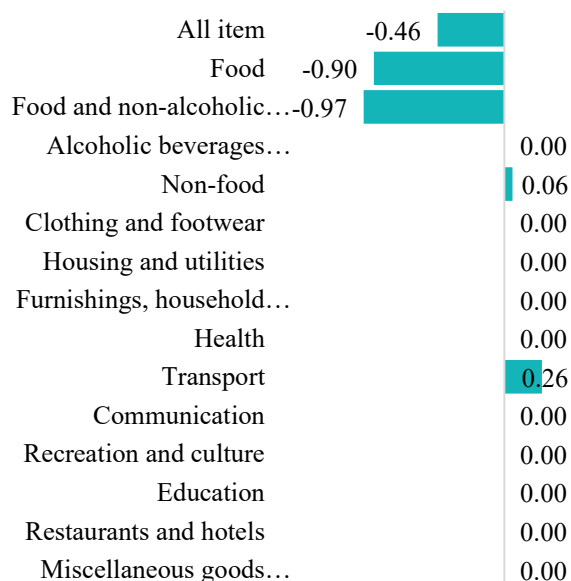 All item -0.46
Food -0.90
Food and non-alcoholic… -0.97
Alcoholic beverages… 0.00
Non-food 0.06
Clothing and footwear 0.00
Housing and utilities 0.00
Furnishings, household… 0.00
Health 0.00
Transport 0.26
Communication 0.00
Recreation and culture 0.00
Education 0.00
Restaurants and hotels 0.00
Miscellaneous goods… 0.00